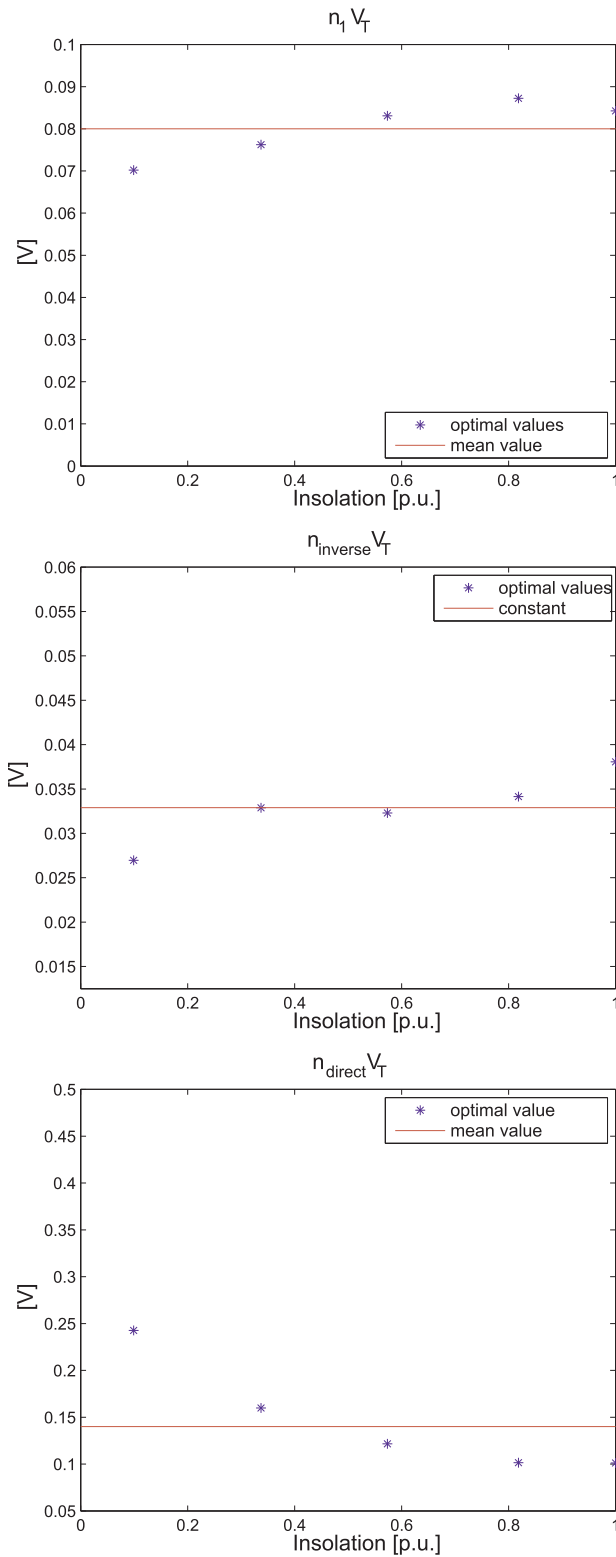 n1 VT
0.1
0.09
0.08
0.07
0.06
0.05
0.04
0.03
0.02
0.01
0
[V]
optimal values
mean value
0 0.2 0.4 0.6 0.8 1
Insolation [p.u.]
ninverse VT
0.06
0.055
0.05
0.045
0.04
0.035
0.03
0.025
0.02
0.015
[V]
optimal values
constant
0 0.2 0.4 0.6 0.8 1
Insolation [p.u.]
ndirect VT
0.5
0.45
0.4
0.35
0.3
0.25
0.2
0.15
0.1
0.05
[V]
optimal value
mean value
0 0.2 0.4 0.6 0.8 1
Insolation [p.u.]